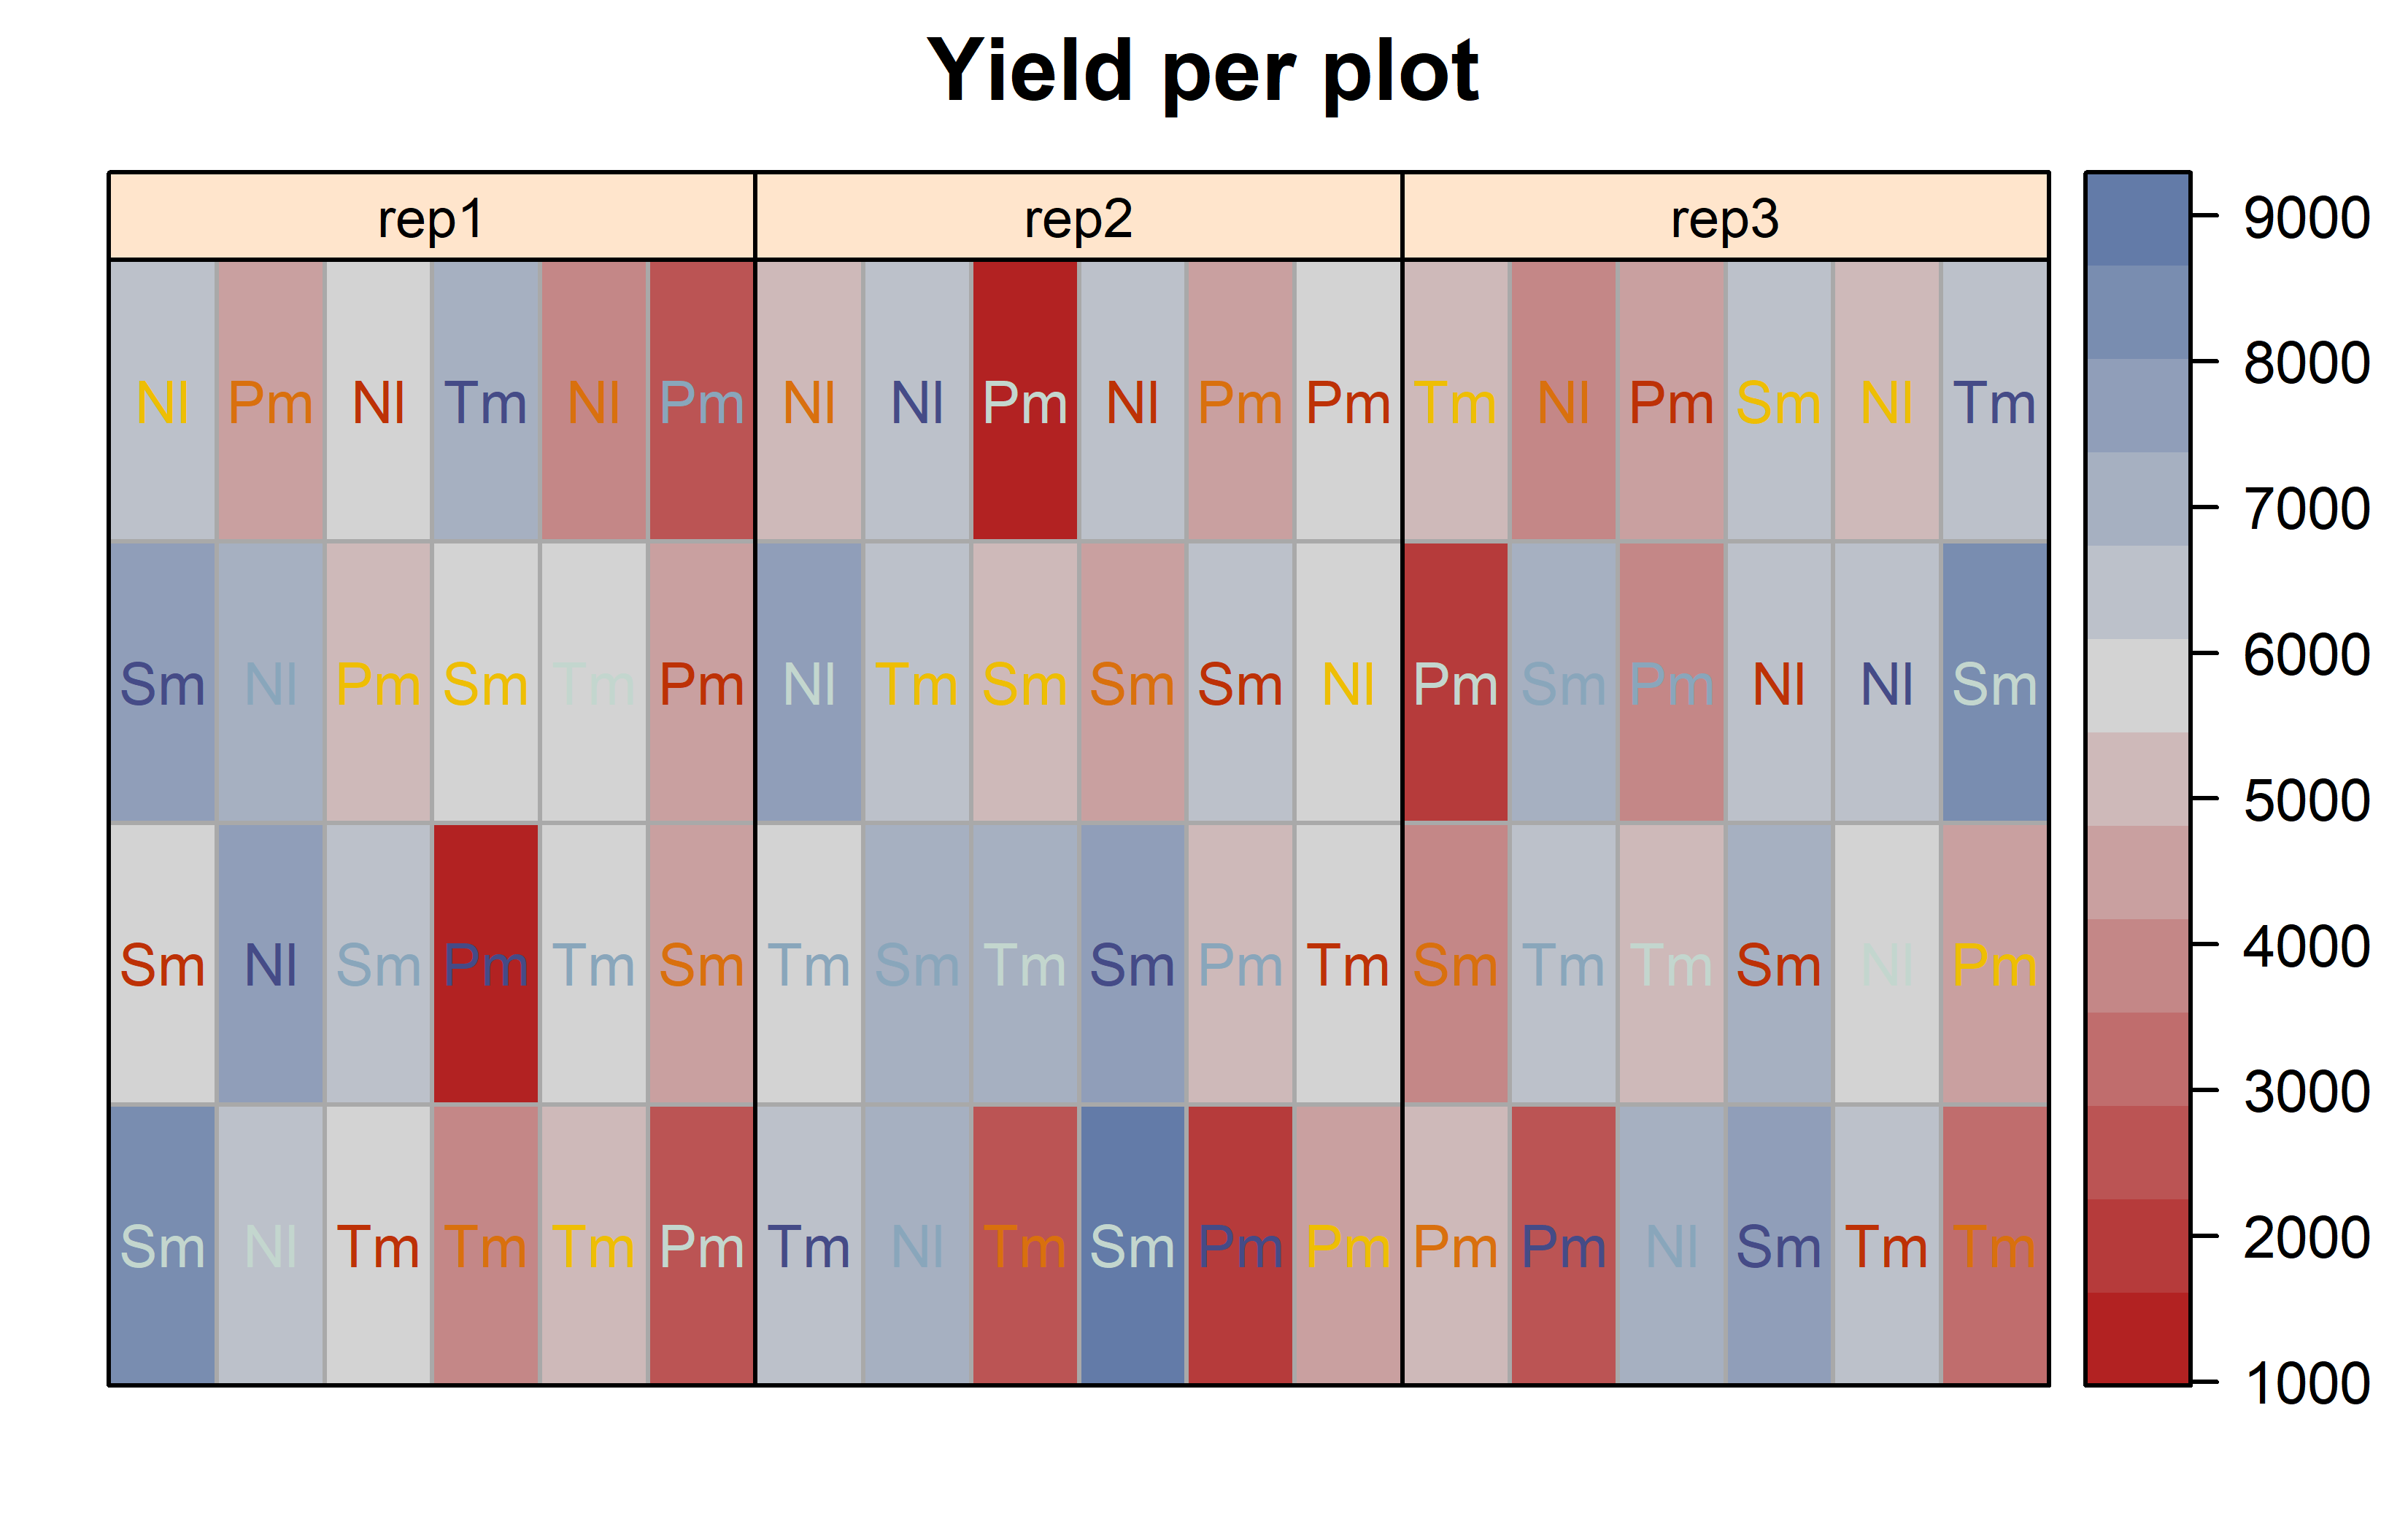 Yield per plot
rep1 rep2 rep3
Nl Pm Nl Tm Nl Pm Nl Nl Pm Nl Pm Pm Tm Nl Pm Sm Nl Tm
Sm Nl Pm Sm Tm Pm Nl Tm Sm Sm Sm Nl Pm Sm Pm Nl Nl Sm
Sm Nl Sm Pm Tm Sm Tm Sm Tm Sm Pm Tm Sm Tm Tm Sm Nl Pm
Sm Nl Tm Tm Tm Pm Tm Nl Tm Sm Pm Pm Pm Pm Nl Sm Tm Tm
9000
8000
7000
6000
5000
4000
3000
2000
1000